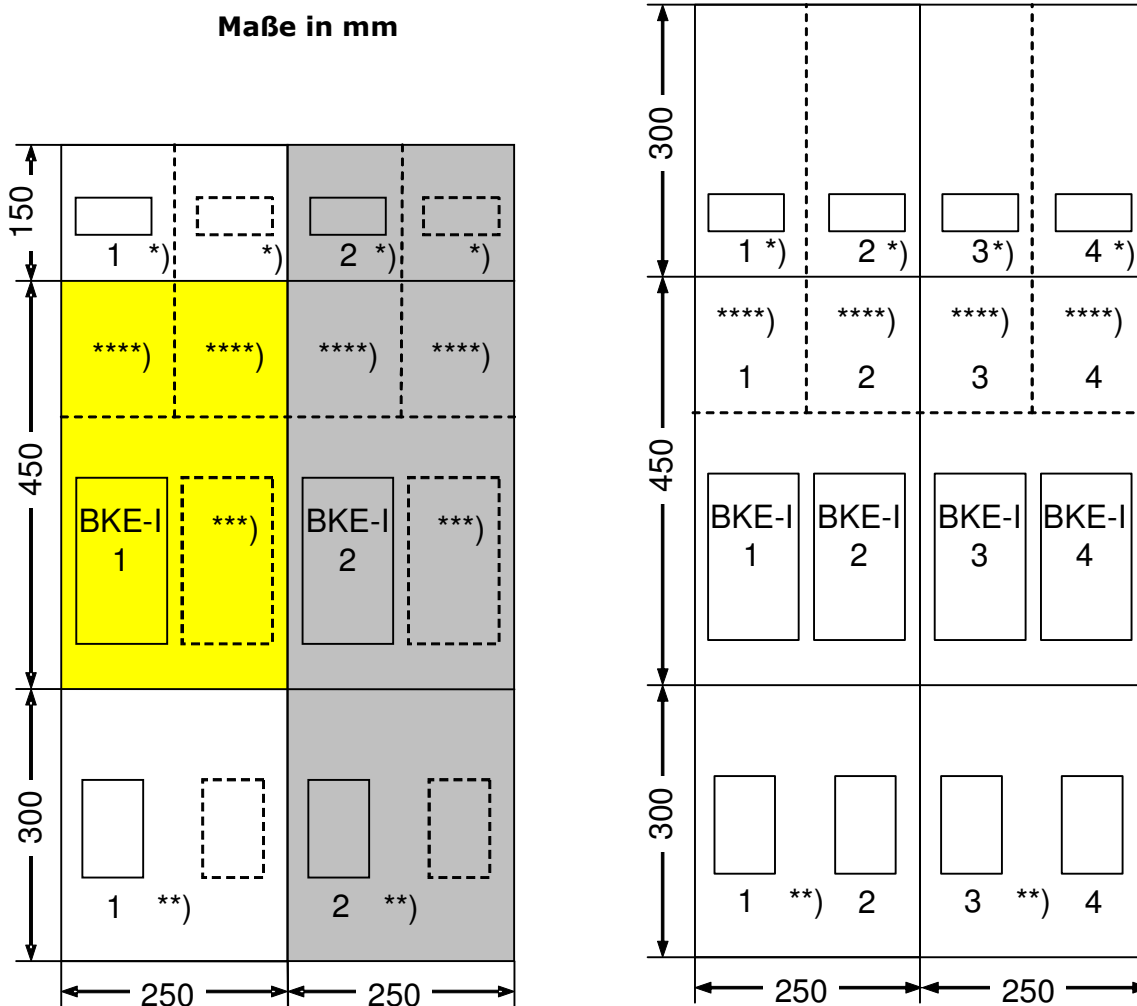 Maße in mm
150
1 *) *) 2 *) *)
****) ****) ****) ****)
450
BKE-I
1
***)
BKE-I
2
***)
300
1 **) 2 **)
250 250
300
1 *) 2 *) 3 *) 4 *)
****) ****) ****) ****)
1 2 3 4
450
BKE-I BKE-I BKE-I BKE-I
1 2 3 4
300
1 **) 2 3 **) 4
250 250